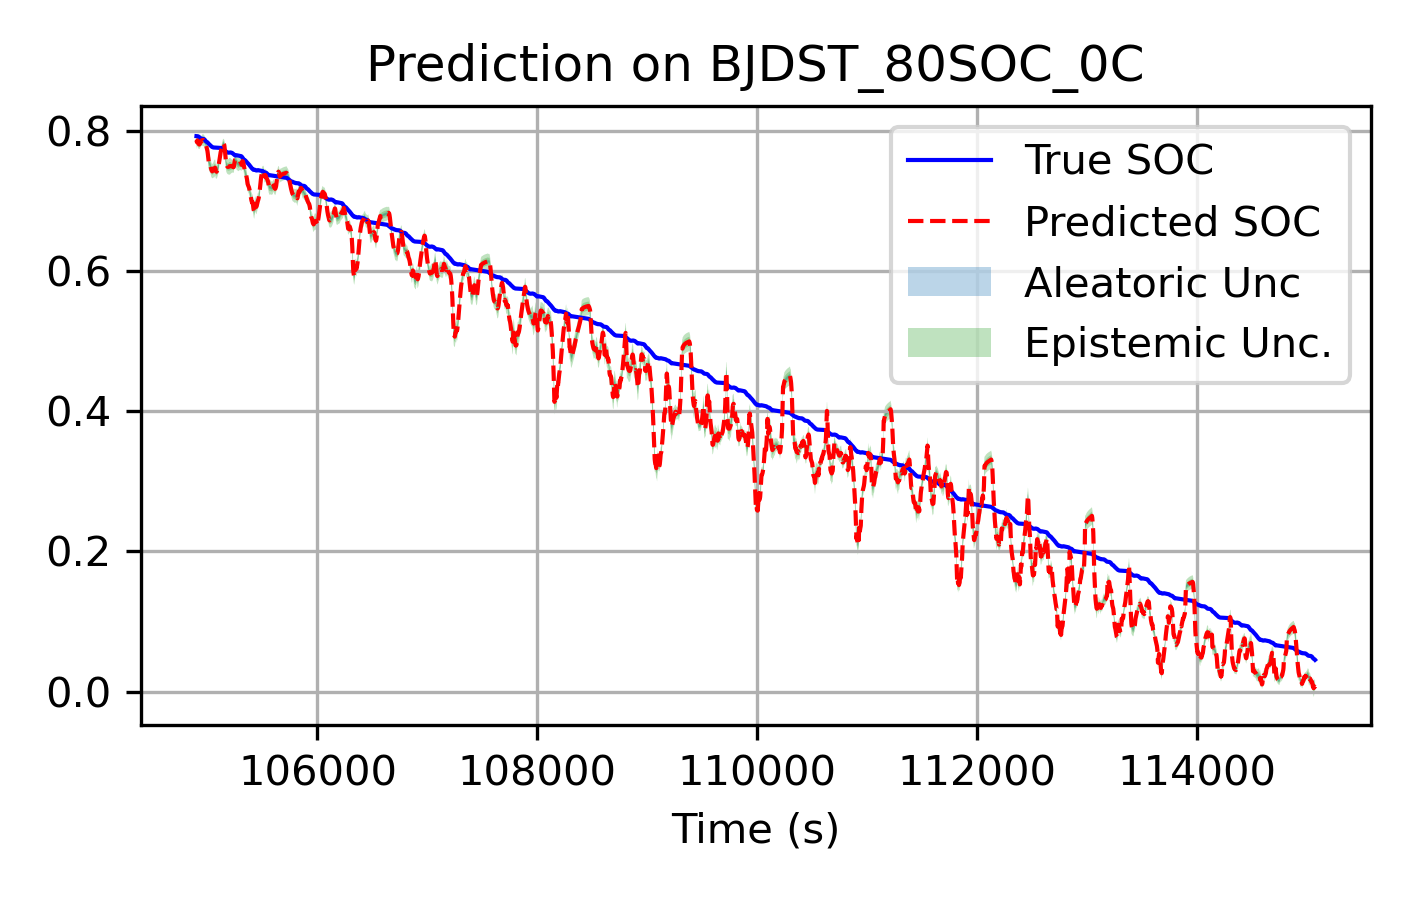 Prediction on BJDST_80SOC_0C
0.8
0.6
0.4
0.2
0.0
True SOC
Predicted SOC
Aleatoric Unc
Epistemic Unc.
106000 108000 110000 112000 114000
Time (s)